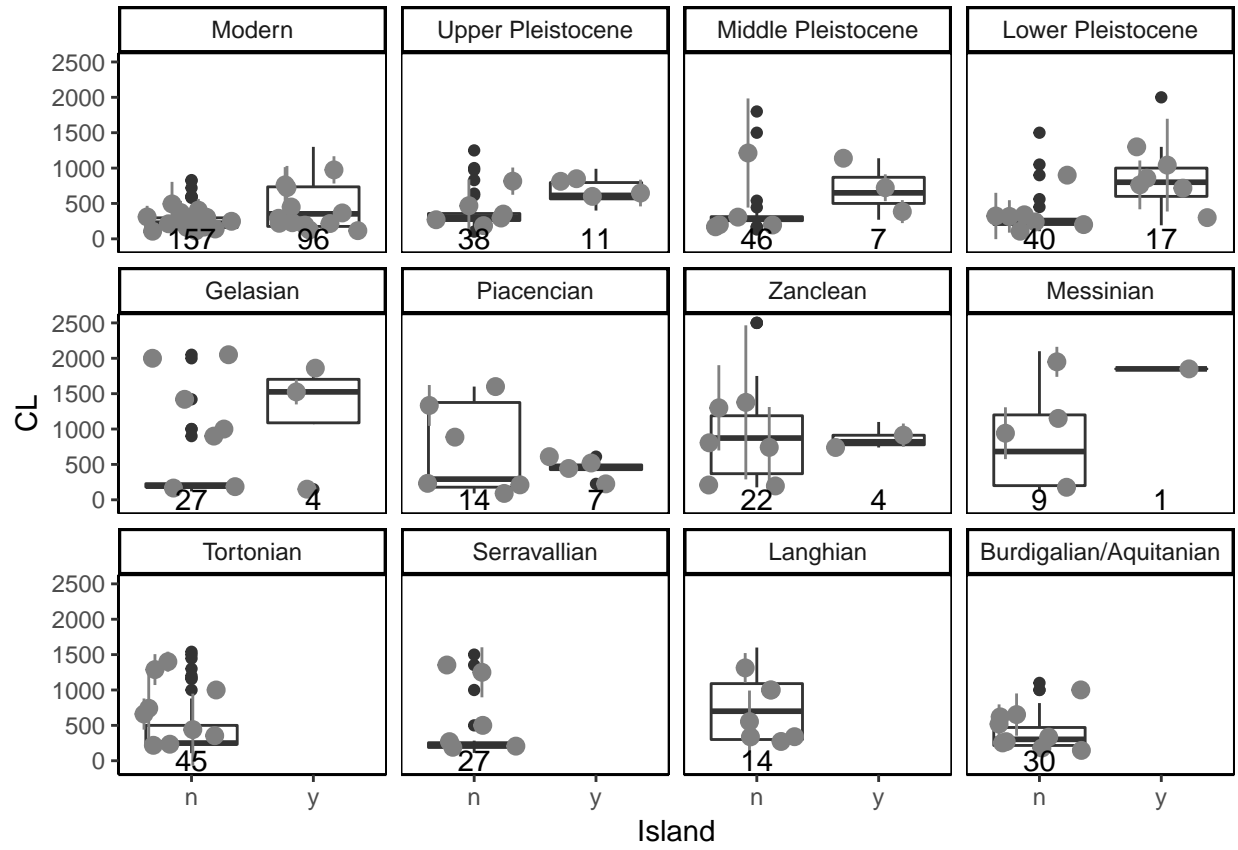 Modern Upper Pleistocene Middle Pleistocene Lower Pleistocene
2500
2000
1500
1000
500
0
157 96 38 11 46 7 40 17
Gelasian Piacencian Zanclean Messinian
2500
2000
1500
1000
500
0
27 4 14 7 22 4 9 1
CL
Tortonian Serravallian Langhian Burdigalian/Aquitanian
2500
2000
1500
1000
500
0
45 27 14 30
n y n y n y n y
Island